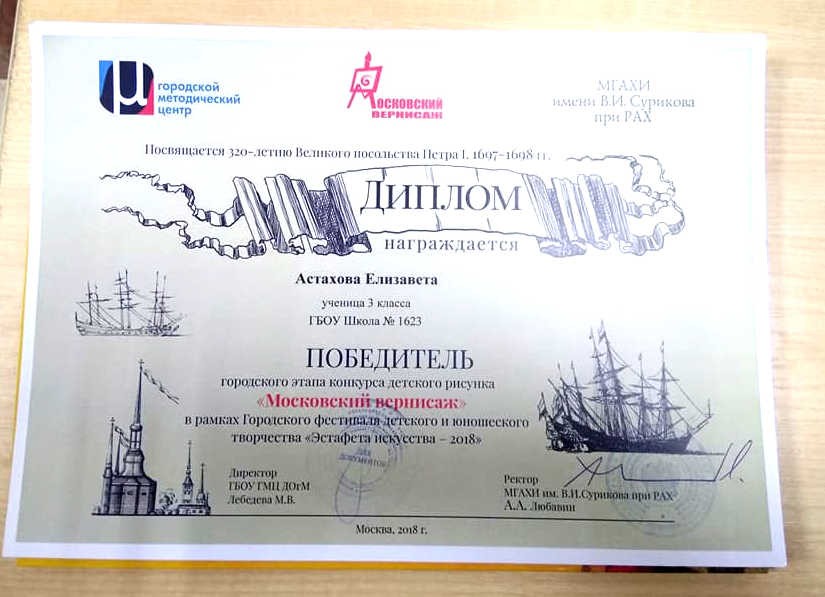 городской
методический
центр
Московский
вернисаж
МГАХИ
имени В.И. Сурикова
при РАХ
Посвящается 320-летию Великого посольства Петра I, 1697-1698 гг.
Диплом
награждается
Астахова Елизавета
ученица 3 класса
ГБОУ Школа № 1623
ПОБЕДИТЕЛЬ
городского этапа конкурса детского рисунка
«Московский вернисаж»
в рамках Городского фестиваля детского и юношеского
творчества «Эстафета искусства – 2018»
ДЛЯ
ДОКУМЕНТОВ
Директор
ГБОУ ГМЦ ДОгМ
Лебедева М.В.
Ректор
МГАХИ им. В.И.Сурикова при РАХ
А.А. Любавин
Москва, 2018 г.